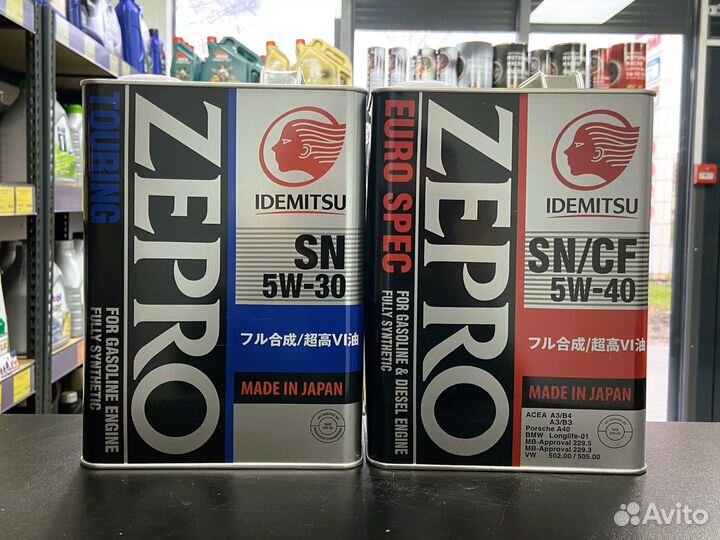 TOURING
ZEPRO
FOR GASOLINE ENGINE
FULLY SYNTHETIC
IDEMITSU
SN
5W-30
フル合成/超高VI油
MADE IN JAPAN
EURO SPEC
ZEPRO
FOR GASOLINE & DIESEL ENGINE
FULLY SYNTHETIC
IDEMITSU
SN/CF
5W-40
フル合成/超高VI油
MADE IN JAPAN
ACEA A3/B4
A3/B3
Porsche A40
BMW Longlife-01
MB-Approval 229.5
MB-Approval 229.3
VW 502.00 / 505.00
Avito